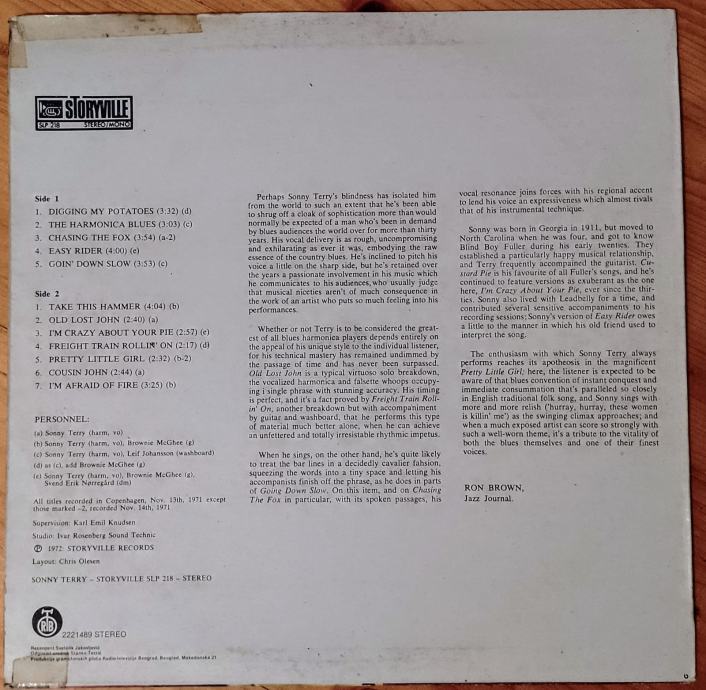 STORYVILLE
SLP 218 STEREO/MONO
Side 1
1. DIGGING MY POTATOES (3:32) (d)
2. THE HARMONICA BLUES (3:03) (c)
3. CHASING THE FOX (3:54) (a-2)
4. EASY RIDER (4:00) (e)
5. GOIN' DOWN SLOW (3:53) (c)
Side 2
1. TAKE THIS HAMMER (4:04) (b)
2. OLD LOST JOHN (2:40) (a)
3. I'M CRAZY ABOUT YOUR PIE (2:57) (e)
4. FREIGHT TRAIN ROLLIN' ON (2:17) (d)
5. PRETTY LITTLE GIRL (2:32) (b-2)
6. COUSIN JOHN (2:44) (a)
7. I'M AFRAID OF FIRE (3:25) (b)
PERSONNEL:
(a) Sonny Terry (harm, vo)
(b) Sonny Terry (harm, vo), Brownie McGhee (g)
(c) Sonny Terry (harm, vo), Leif Johansson (washboard)
(d) as (c), add Brownie McGhee (g)
(e) Sonny Terry (harm, vo), Brownie McGhee (g),
Svend Erik Nørregård (dm)
All titles recorded in Copenhagen, Nov. 13th, 1971 except
those marked -2, recorded Nov. 14th, 1971
Supervision: Karl Emil Knudsen
Studio: Ivar Rosenberg Sound Technic
Ⓟ 1972: STORYVILLE RECORDS
Layout: Chris Olesen
SONNY TERRY – STORYVILLE SLP 218 – STEREO
RTB
2221489 STEREO
Recenzent Svetolik Jakovljević
Odgovorni urednik Stanko Terzić
Produkcija gramofonskih ploča Radio-televizije Beograd, Beograd, Makedonska 21
Perhaps Sonny Terry's blindness has isolated him
from the world to such an extent that he's been able
to shrug off a cloak of sophistication more than would
normally be expected of a man who's been in demand
by blues audiences the world over for more than thirty
years. His vocal delivery is as rough, uncompromising
and exhilarating as ever it was, embodying the raw
essence of the country blues. He's inclined to pitch his
voice a little on the sharp side, but he's retained over
the years a passionate involvement in his music which
he communicates to his audiences, who usually judge
that musical niceties aren't of much consequence in
the work of an artist who puts so much feeling into his
performances.
Whether or not Terry is to be considered the great-
est of all blues harmonica players depends entirely on
the appeal of his unique style to the individual listener,
for his technical mastery has remained undimmed by
the passage of time and has never been surpassed.
Old Lost John is a typical virtuoso solo breakdown,
the vocalized harmonica and falsette whoops occupy-
ing i single phrase with stunning accuracy. His timing
is perfect, and it's a fact proved by Freight Train Roll-
in' On, another breakdown but with accompaniment
by guitar and washboard, that he performs this type
of material much better alone, when he can achieve
an unfettered and totally irresistable rhythmic impetus.
When he sings, on the other hand, he's quite likely
to treat the bar lines in a decidedly cavalier fahsion,
squeezing the words into a tiny space and letting his
accompanists finish off the phrase, as he does in parts
of Going Down Slow. On this item, and on Chasing
The Fox in particular, with its spoken passages, his
vocal resonance joins forces with his regional accent
to lend his voice an expressiveness which almost rivals
that of his instrumental technique.
Sonny was born in Georgia in 1911, but moved to
North Carolina when he was four, and got to know
Blind Boy Fuller during his early twenties. They
established a particularly happy musical relationship,
and Terry frequently accompanied the guitarist. Cu-
stard Pie is his favourite of all Fuller's songs, and he's
continued to feature versions as exuberant as the one
here, I'm Crazy About Your Pie, ever since the thir-
ties. Sonny also lived with Leadbelly for a time, and
contributed several sensitive accompaniments to his
recording sessions; Sonny's version of Easy Rider owes
a little to the manner in which his old friend used to
interpret the song.
The enthusiasm with which Sonny Terry always
performs reaches its apotheosis in the magnificent
Pretty Little Girl; here, the listener is expected to be
aware of that blues convention of instant conquest and
immediate consummation that's paralleled so closely
in English traditional folk song, and Sonny sings with
more and more relish ('hurray, hurray, these women
is killin' me') as the swinging climax approaches; and
when a much exposed artist can score so strongly with
such a well-worn theme, it's a tribute to the vitality of
both the blues themselves and one of their finest
voices.
RON BROWN,
Jazz Journal.